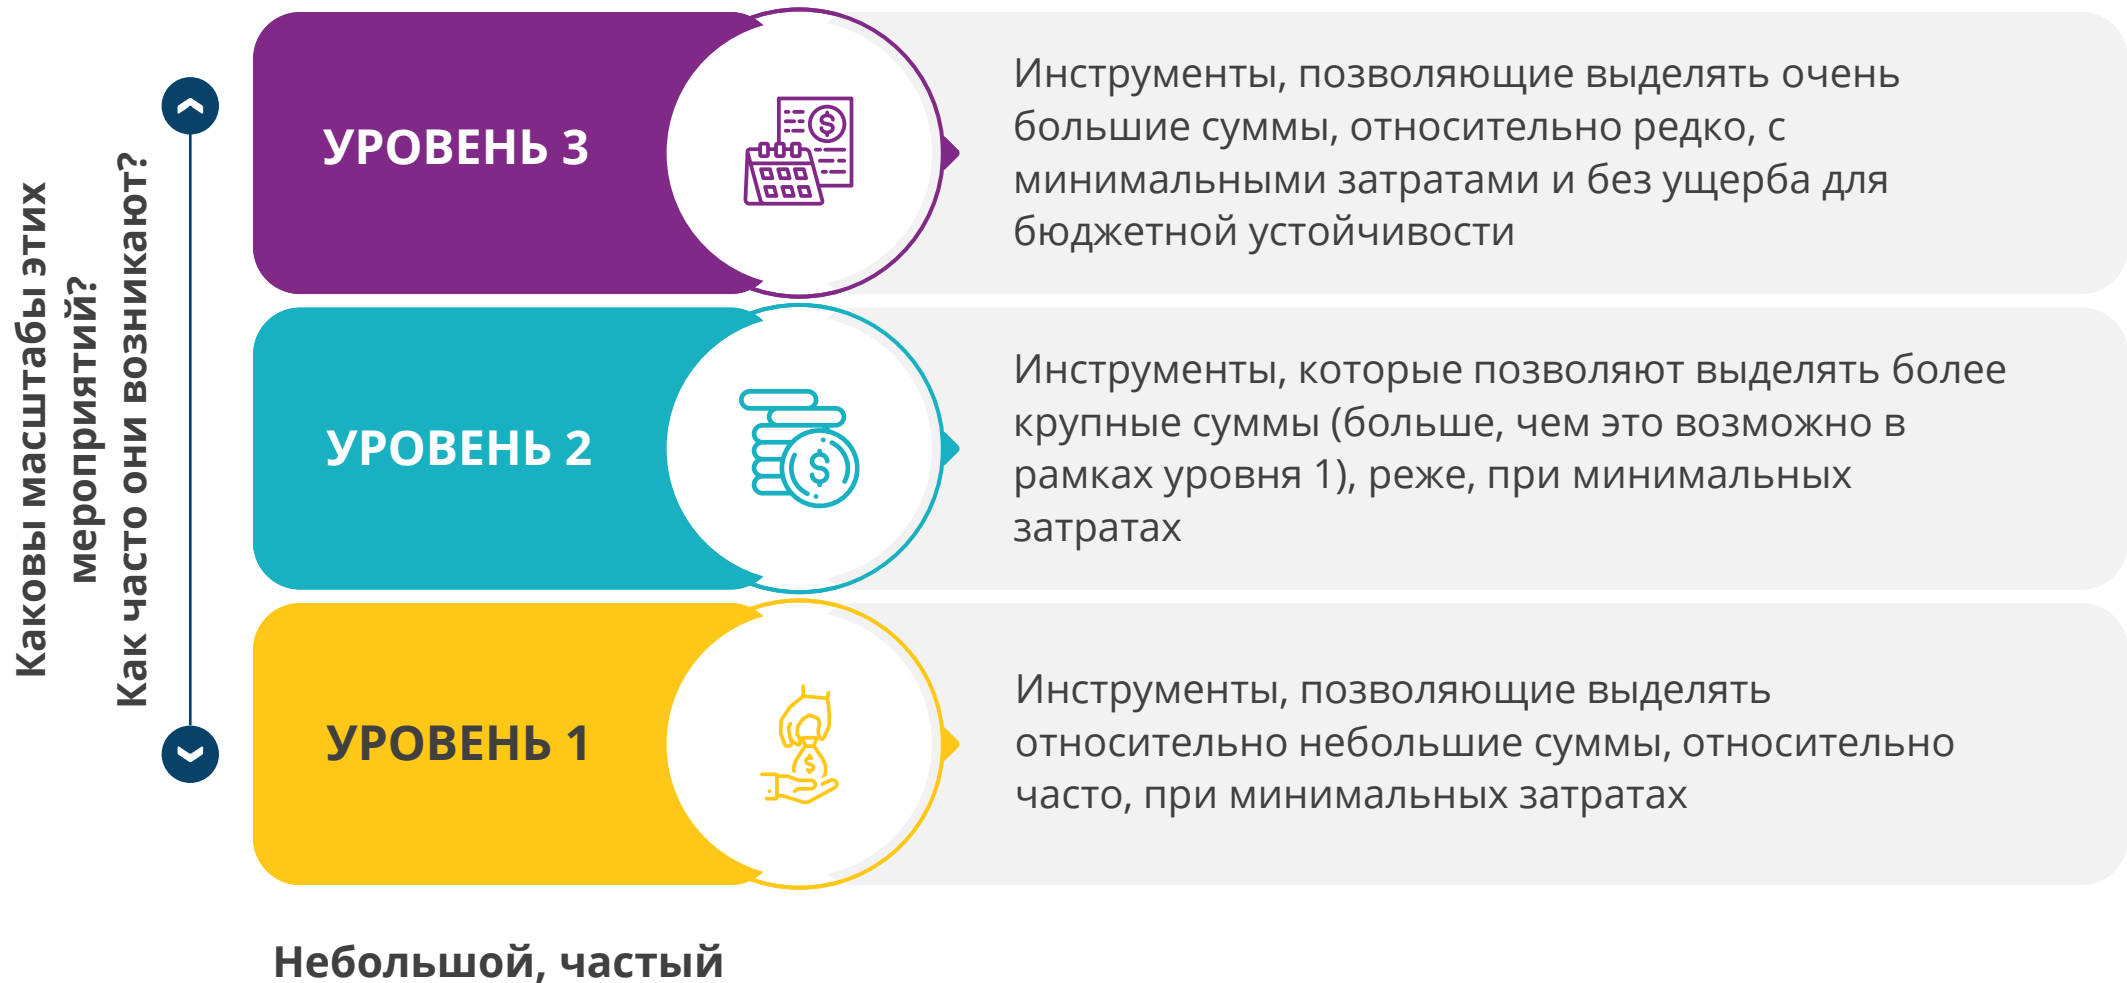 Каковы масштабы этих
мероприятий?
Как часто они возникают?
УРОВЕНЬ 3
Инструменты, позволяющие выделять очень
большие суммы, относительно редко, с
минимальными затратами и без ущерба для
бюджетной устойчивости
УРОВЕНЬ 2
Инструменты, которые позволяют выделять более
крупные суммы (больше, чем это возможно в
рамках уровня 1), реже, при минимальных
затратах
УРОВЕНЬ 1
Инструменты, позволяющие выделять
относительно небольшие суммы, относительно
часто, при минимальных затратах
Небольшой, частый